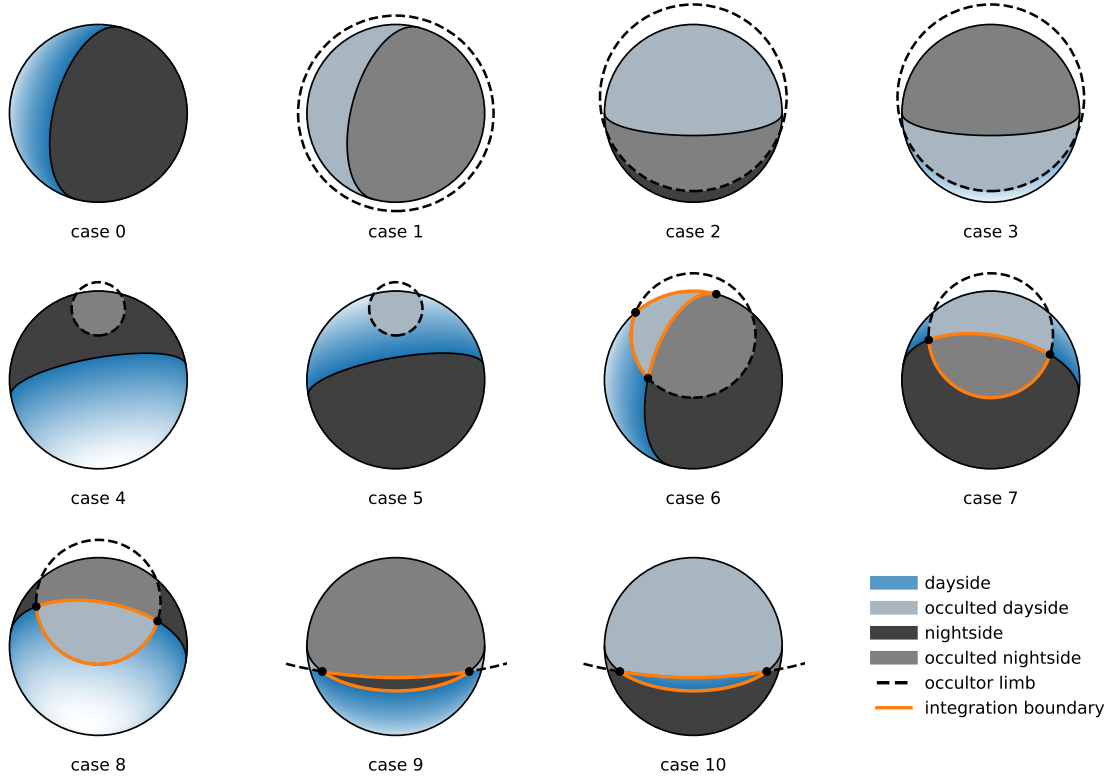 case 0
case 1
case 2
case 3
case 4
case 5
case 6
case 7
case 8
case 9
case 10
dayside
occulted dayside
nightside
occulted nightside
occultor limb
integration boundary